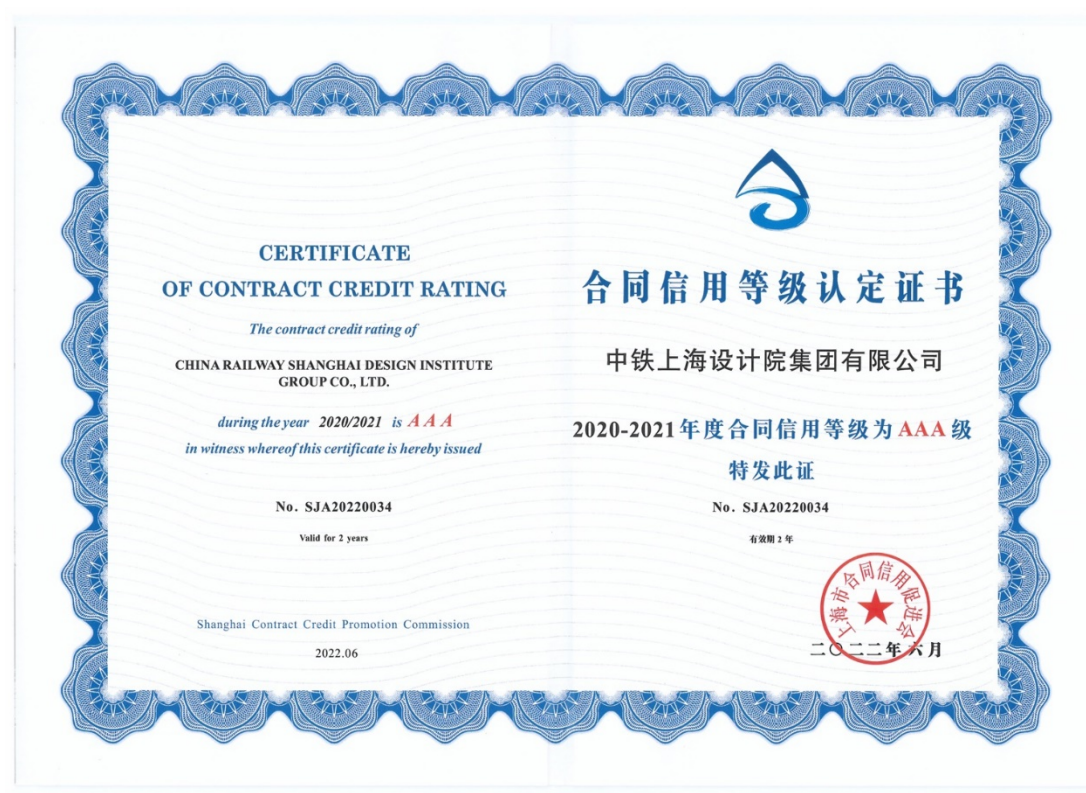 CERTIFICATE
OF CONTRACT CREDIT RATING
The contract credit rating of
CHINA RAILWAY SHANGHAI DESIGN INSTITUTE
GROUP CO., LTD.
during the year 2020/2021 is A A A
in witness whereof this certificate is hereby issued
No. SJA20220034
Valid for 2 years
Shanghai Contract Credit Promotion Commission
2022.06
合同信用等级认定证书
中铁上海设计院集团有限公司
2020-2021年度合同信用等级为AAA级
特发此证
No. SJA20220034
有效期2年
上海市合同信用促进会
二〇二二年六月